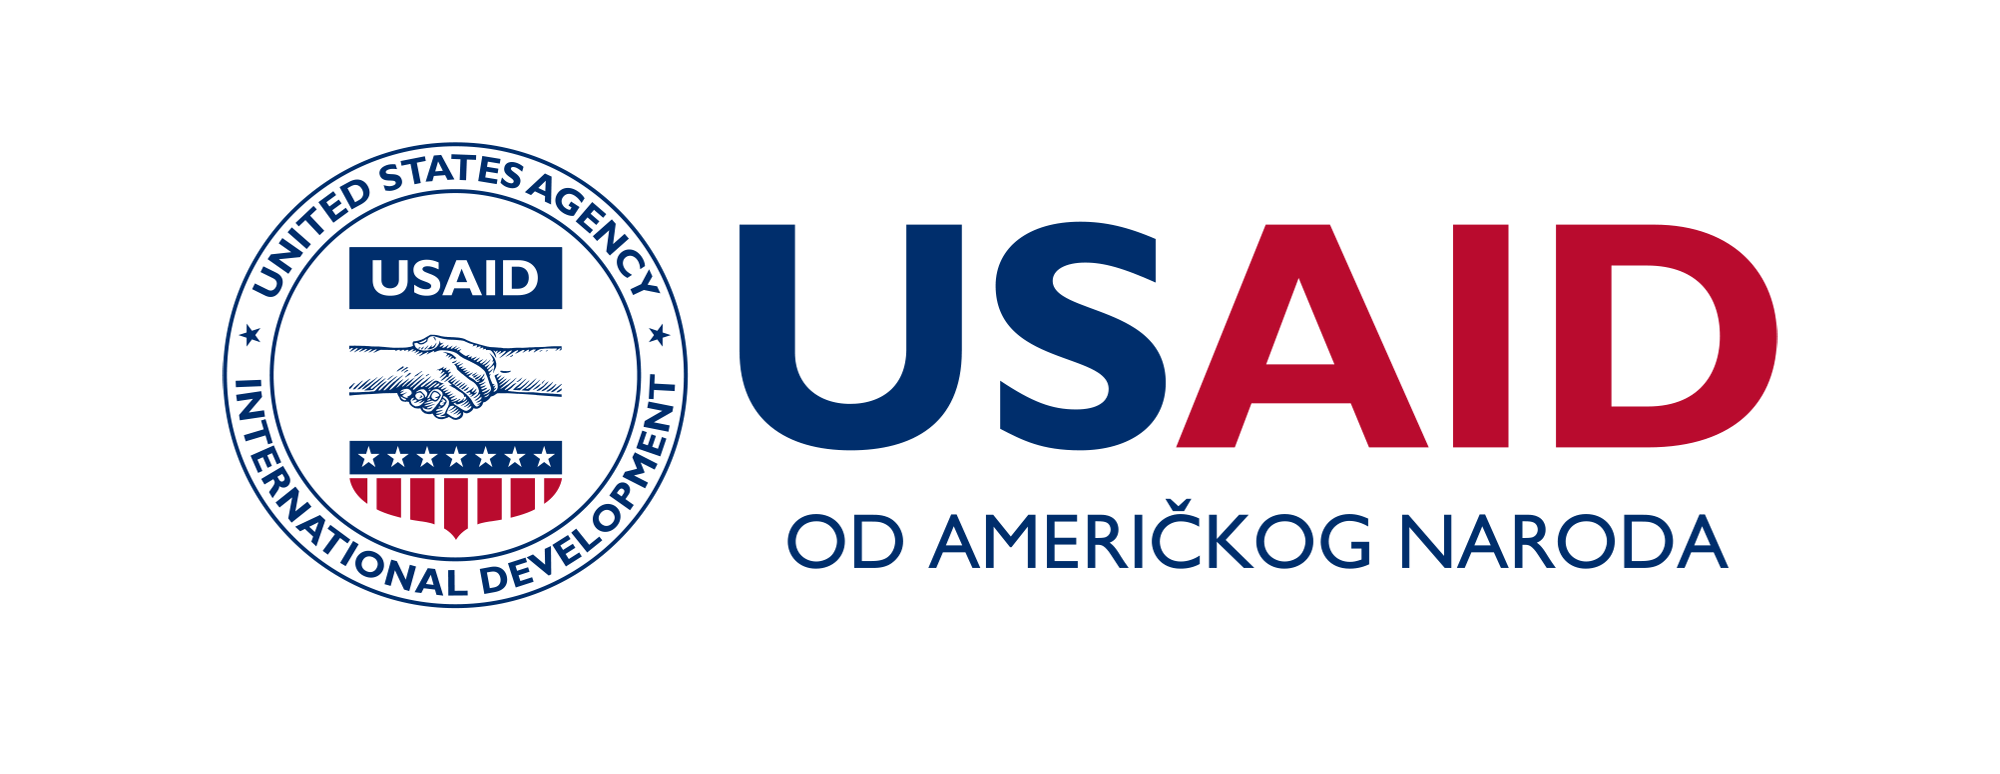 UNITED STATES AGENCY
USAID
INTERNATIONAL DEVELOPMENT
USAID
OD AMERIČKOG NARODA